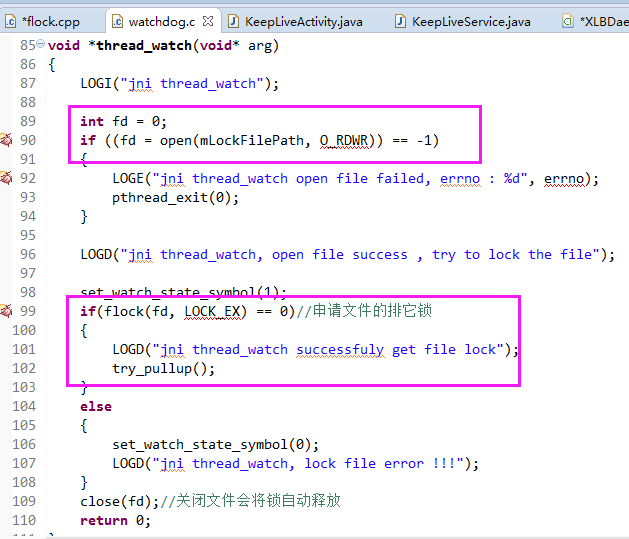 *flock.cpp watchdog.c KeepLiveActivity.java KeepLiveService.java *XLBDae
85 void *thread_watch(void* arg)
86 {
87 LOGI("jni thread_watch");
88
89 int fd = 0;
90 if ((fd = open(mLockFilePath, O_RDWR)) == -1)
91 {
92 LOGE("jni thread_watch open file failed, errno : %d", errno);
93 pthread_exit(0);
94 }
95
96 LOGD("jni thread_watch, open file success , try to lock the file");
97
98 set_watch_state_symbol(1);
99 if(flock(fd, LOCK_EX) == 0)//申请文件的排它锁
100 {
101 LOGD("jni thread_watch successfuly get file lock");
102 try_pullup();
103 }
104 else
105 {
106 set_watch_state_symbol(0);
107 LOGD("jni thread_watch, lock file error !!!");
108 }
109 close(fd);//关闭文件会将锁自动释放
110 return 0;